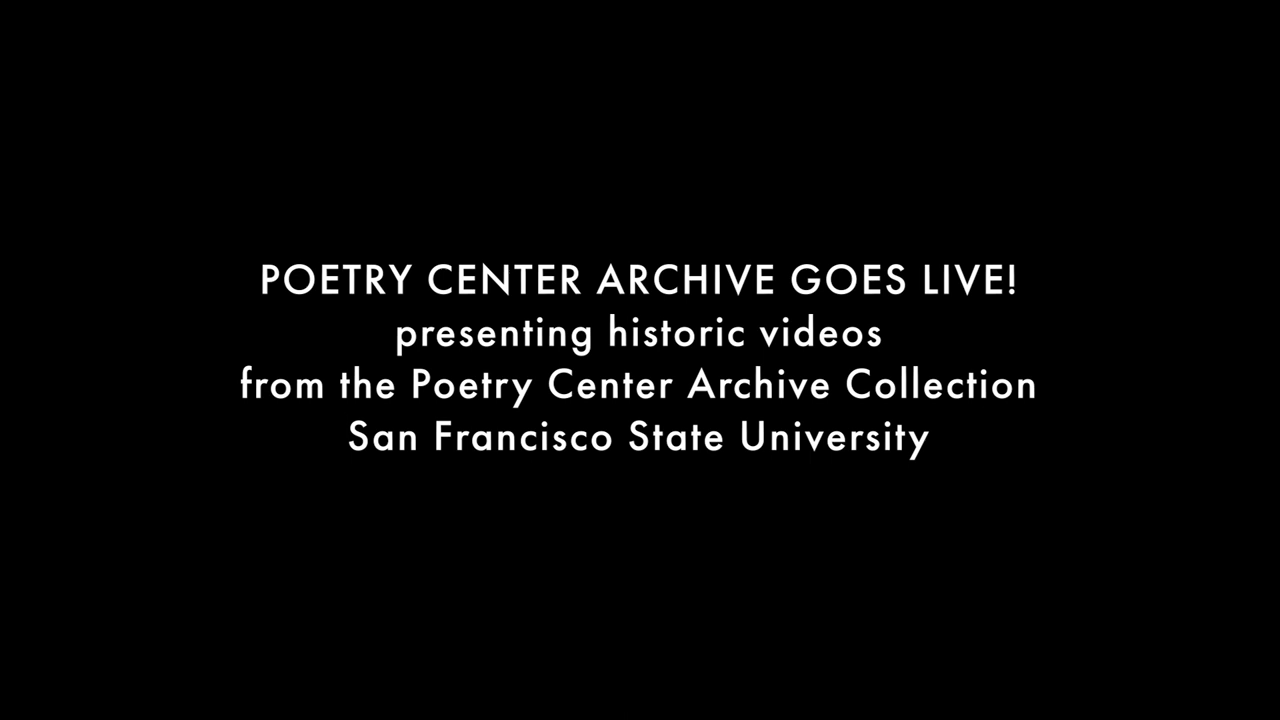 POETRY CENTER ARCHIVE GOES LIVE!
presenting historic videos
from the Poetry Center Archive Collection
San Francisco State University